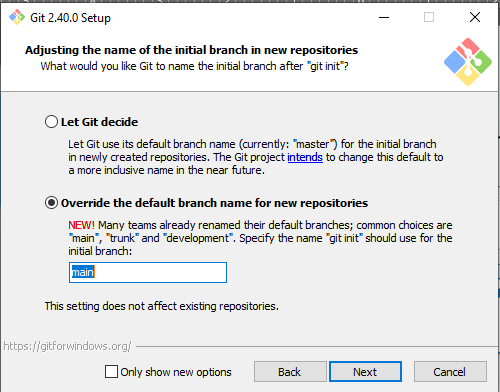 Git 2.40.0 Setup
Adjusting the name of the initial branch in new repositories
What would you like Git to name the initial branch after "git init"?
Let Git decide
Let Git use its default branch name (currently: "master") for the initial branch
in newly created repositories. The Git project intends to change this default to
a more inclusive name in the near future.
Override the default branch name for new repositories
NEW! Many teams already renamed their default branches; common choices are
"main", "trunk" and "development". Specify the name "git init" should use for the
initial branch:
main
This setting does not affect existing repositories.
https://gitforwindows.org/
Only show new options
Back
Next
Cancel